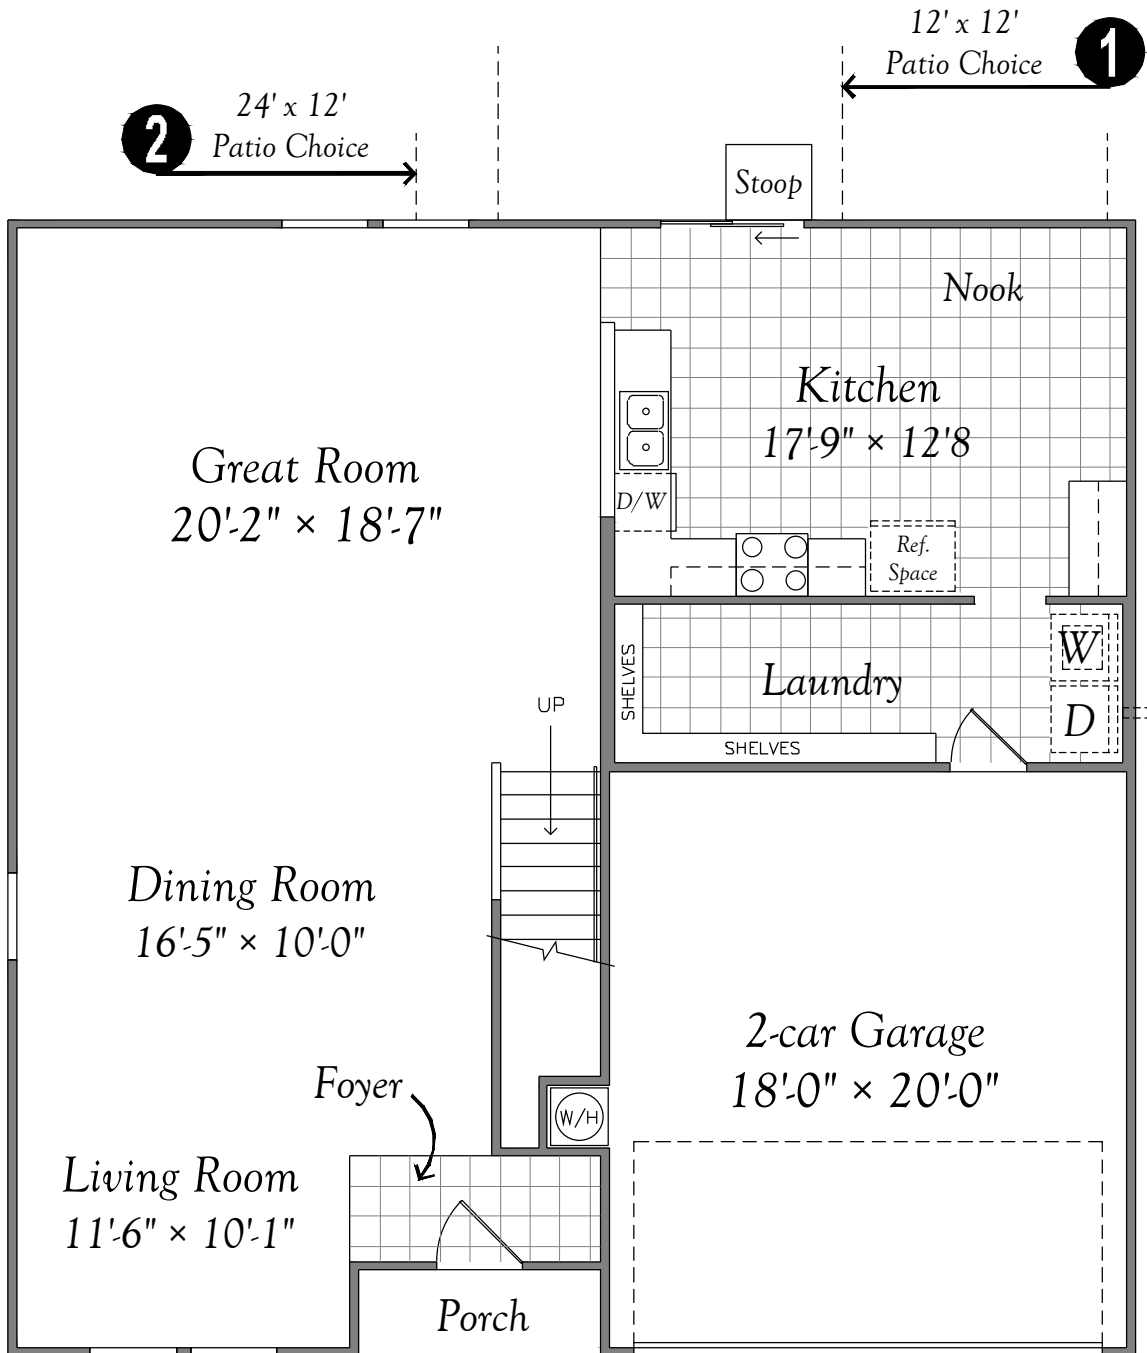 12' x 12'
Patio Choice
1
24' x 12'
Patio Choice
2
Stoop
Nook
Kitchen
17'-9" × 12'8
Great Room
20'-2" × 18'-7"
D/W
Ref.
Space
SHELVES
Laundry
W
D
SHELVES
UP
Dining Room
16'-5" × 10'-0"
2-car Garage
18'-0" × 20'-0"
Foyer
W/H
Living Room
11'-6" × 10'-1"
Porch